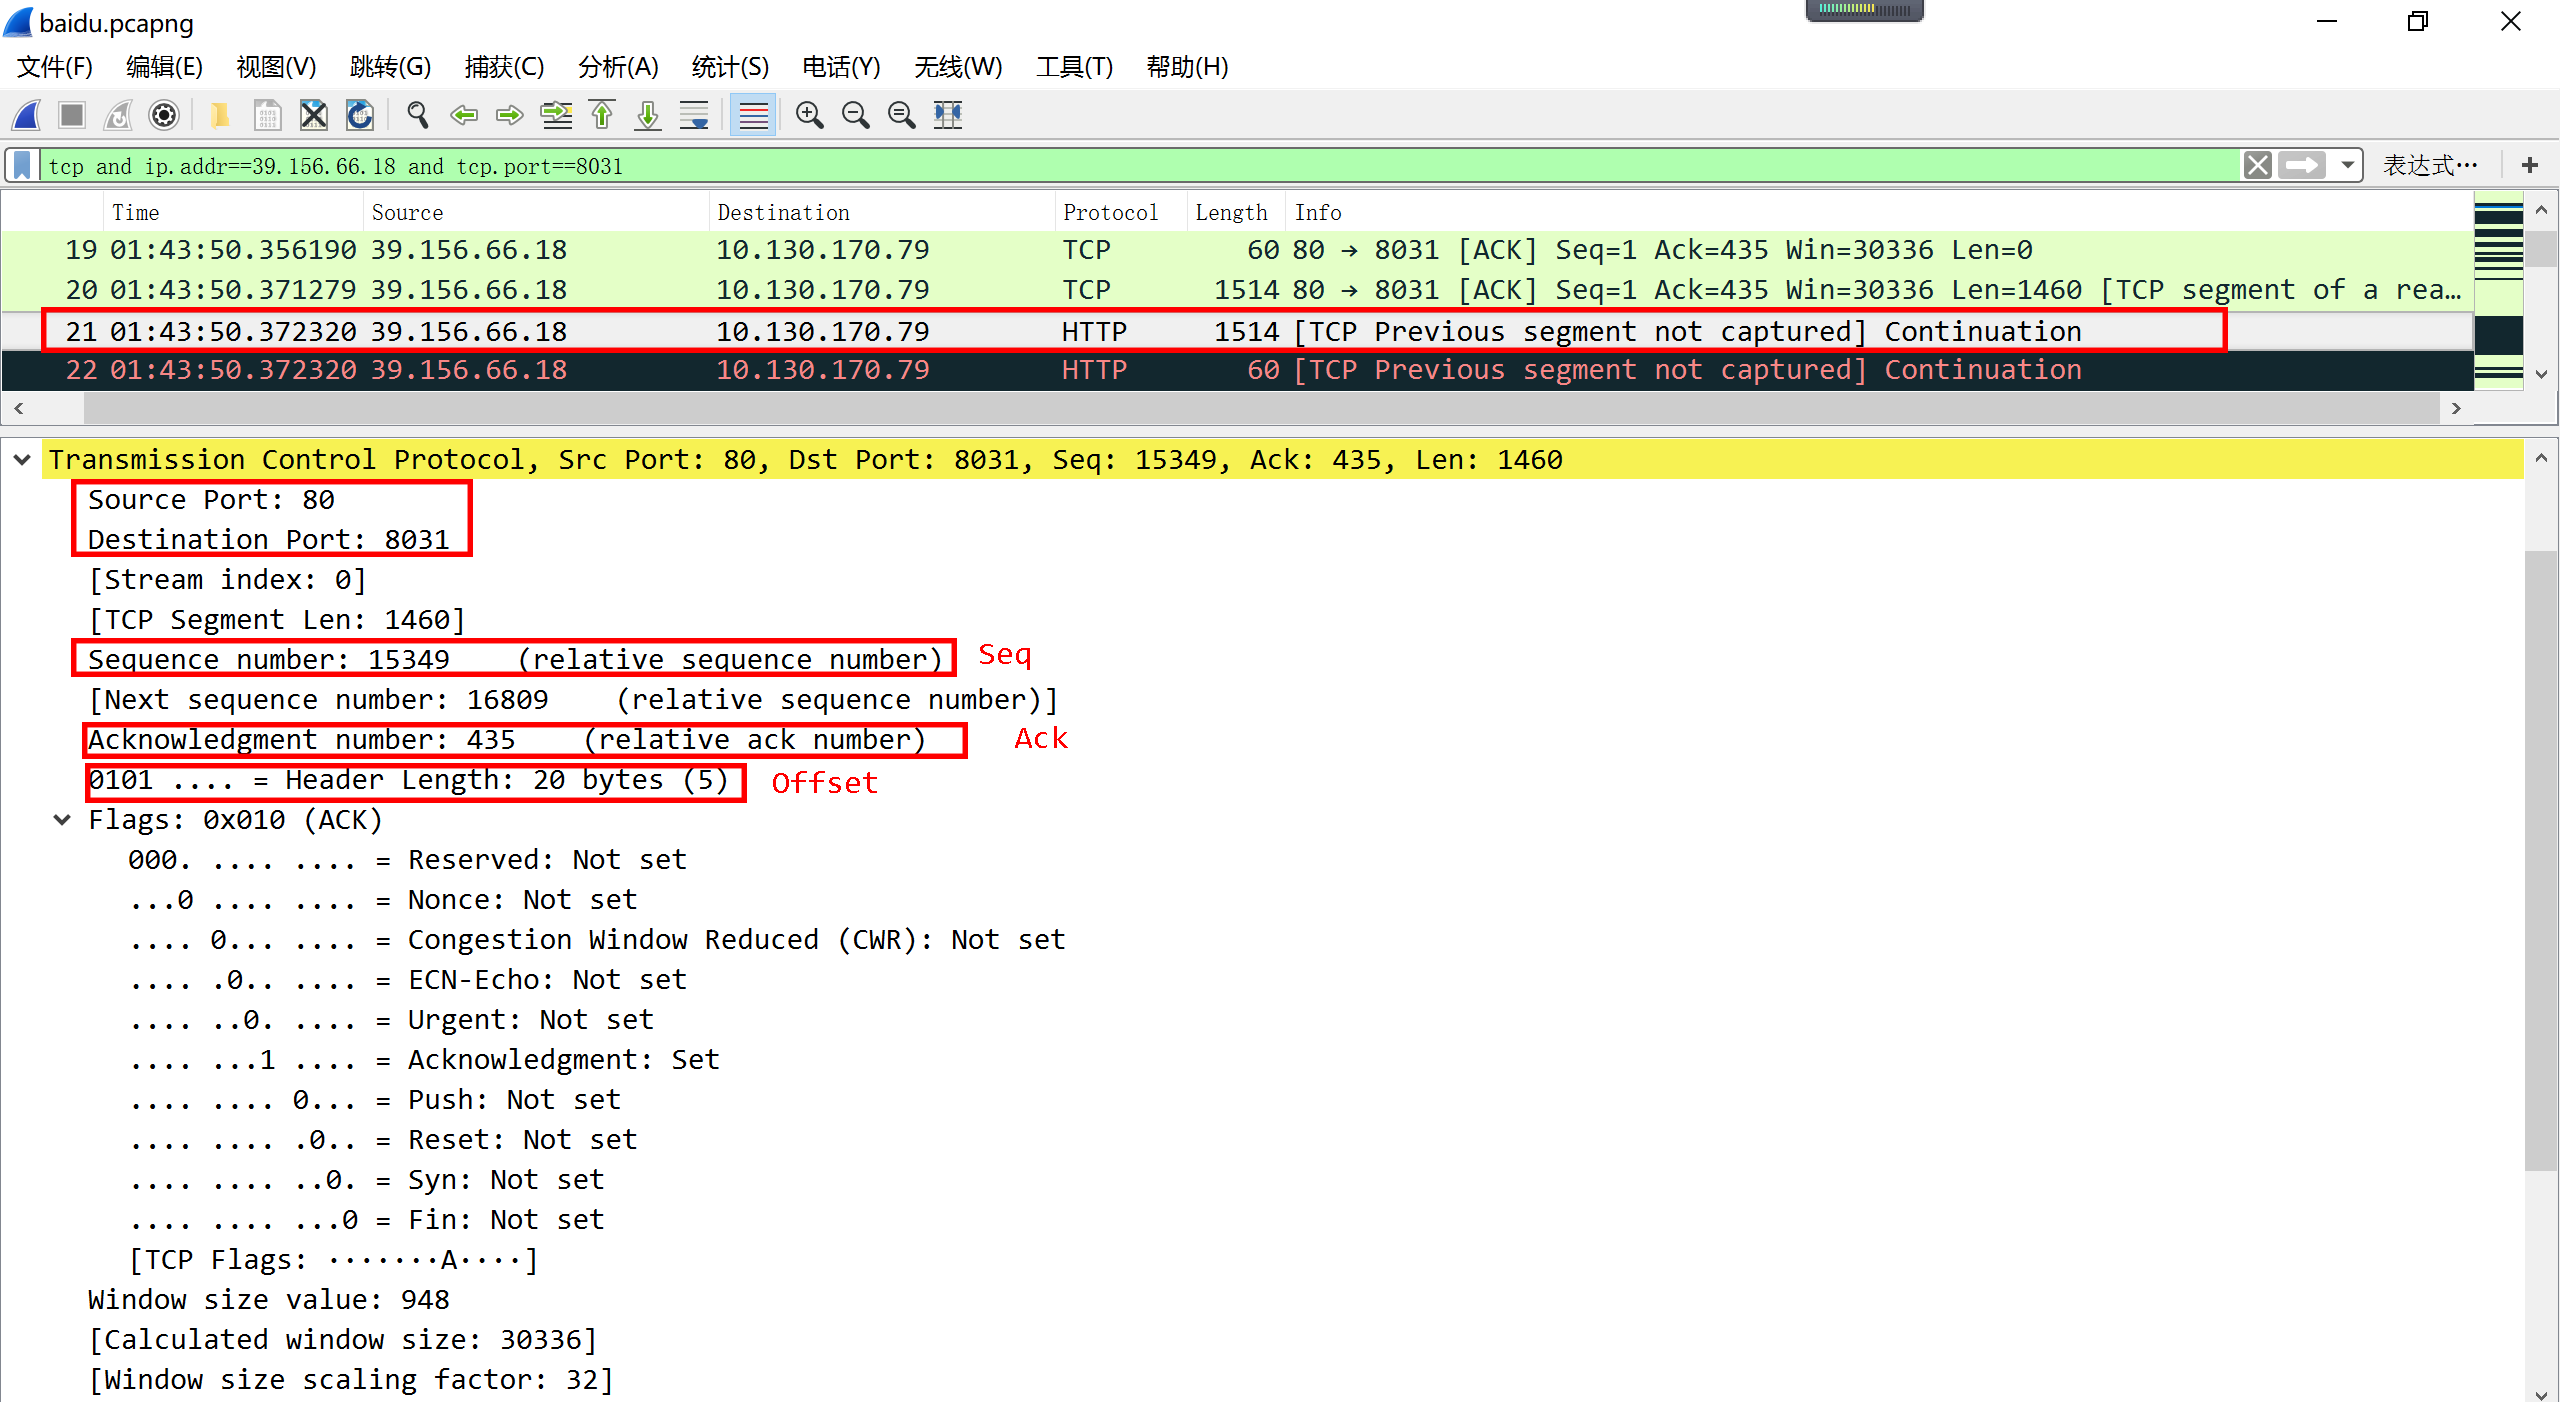 baidu.pcapng
文件(F) 编辑(E) 视图(V) 跳转(G) 捕获(C) 分析(A) 统计(S) 电话(Y) 无线(W) 工具(T) 帮助(H)
tcp and ip.addr==39.156.66.18 and tcp.port==8031 表达式…
Time Source Destination Protocol Length Info
19 01:43:50.356190 39.156.66.18 10.130.170.79 TCP 60 80 → 8031 [ACK] Seq=1 Ack=435 Win=30336 Len=0
20 01:43:50.371279 39.156.66.18 10.130.170.79 TCP 1514 80 → 8031 [ACK] Seq=1 Ack=435 Win=30336 Len=1460 [TCP segment of a rea…
21 01:43:50.372320 39.156.66.18 10.130.170.79 HTTP 1514 [TCP Previous segment not captured] Continuation
22 01:43:50.372320 39.156.66.18 10.130.170.79 HTTP 60 [TCP Previous segment not captured] Continuation
Transmission Control Protocol, Src Port: 80, Dst Port: 8031, Seq: 15349, Ack: 435, Len: 1460
Source Port: 80
Destination Port: 8031
[Stream index: 0]
[TCP Segment Len: 1460]
Sequence number: 15349 (relative sequence number) Seq
[Next sequence number: 16809 (relative sequence number)]
Acknowledgment number: 435 (relative ack number) Ack
0101 .... = Header Length: 20 bytes (5) Offset
Flags: 0x010 (ACK)
000. .... .... = Reserved: Not set
...0 .... .... = Nonce: Not set
.... 0... .... = Congestion Window Reduced (CWR): Not set
.... .0.. .... = ECN-Echo: Not set
.... ..0. .... = Urgent: Not set
.... ...1 .... = Acknowledgment: Set
.... .... 0... = Push: Not set
.... .... .0.. = Reset: Not set
.... .... ..0. = Syn: Not set
.... .... ...0 = Fin: Not set
[TCP Flags: ·······A····]
Window size value: 948
[Calculated window size: 30336]
[Window size scaling factor: 32]